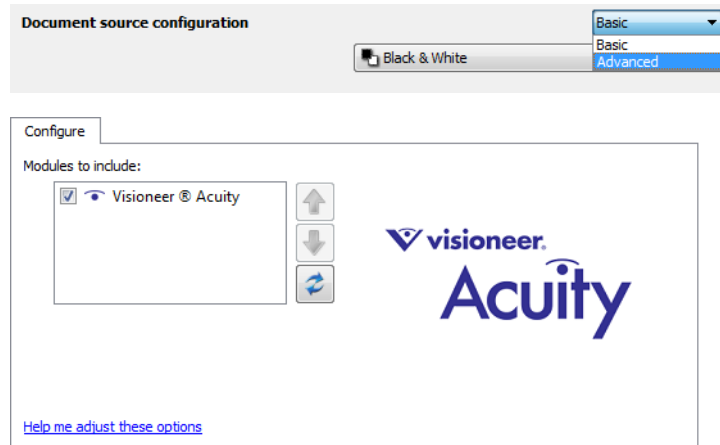 Document source configuration
Basic
Basic
Black & White
Advanced
Configure
Modules to include:
Visioneer ® Acuity
visioneer.
Acuity
Help me adjust these options